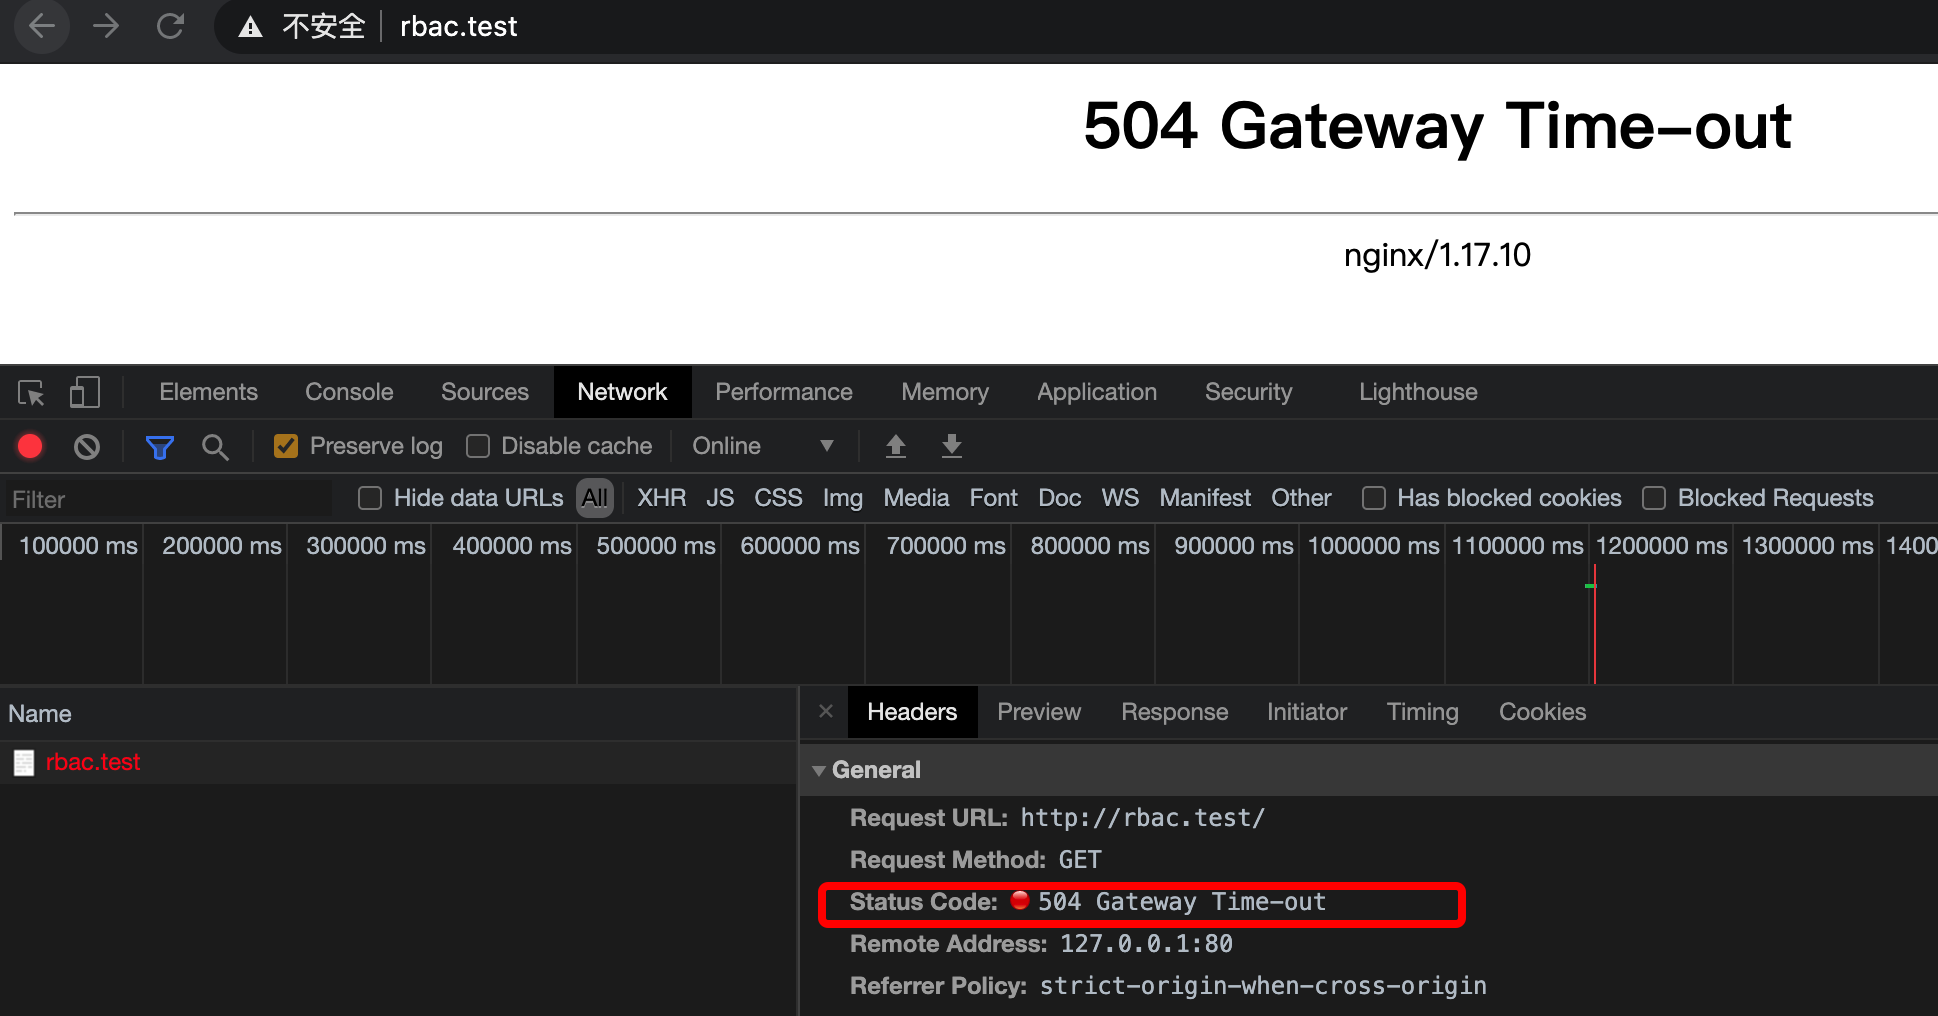 不安全 rbac.test
504 Gateway Time-out
nginx/1.17.10
Elements Console Sources Network Performance Memory Application Security Lighthouse
Preserve log Disable cache Online
Filter Hide data URLs All XHR JS CSS Img Media Font Doc WS Manifest Other Has blocked cookies Blocked Requests
100000 ms 200000 ms 300000 ms 400000 ms 500000 ms 600000 ms 700000 ms 800000 ms 900000 ms 1000000 ms 1100000 ms 1200000 ms 1300000 ms 1400
Name
rbac.test
Headers Preview Response Initiator Timing Cookies
General
Request URL: http://rbac.test/
Request Method: GET
Status Code: 504 Gateway Time-out
Remote Address: 127.0.0.1:80
Referrer Policy: strict-origin-when-cross-origin